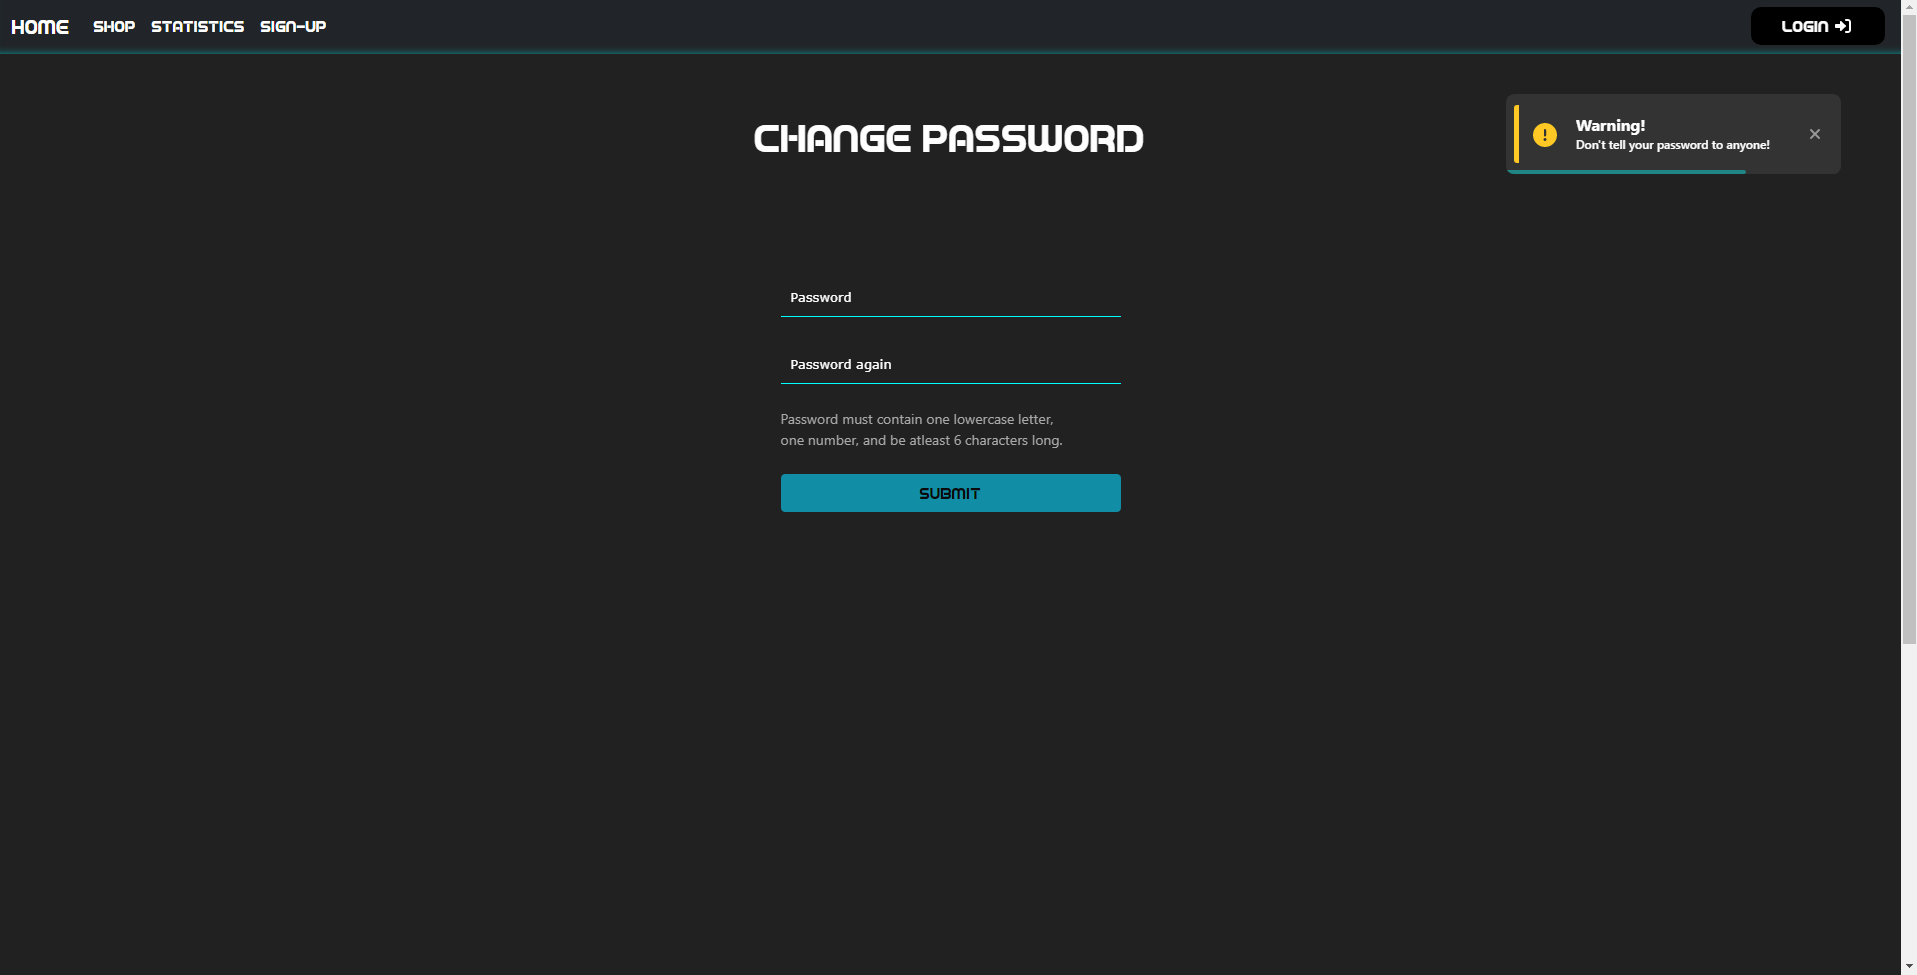 HOME SHOP STATISTICS SIGN-UP LOGIN
CHANGE PASSWORD
Warning!
Don't tell your password to anyone!
Password
Password again
Password must contain one lowercase letter,
one number, and be atleast 6 characters long.
SUBMIT